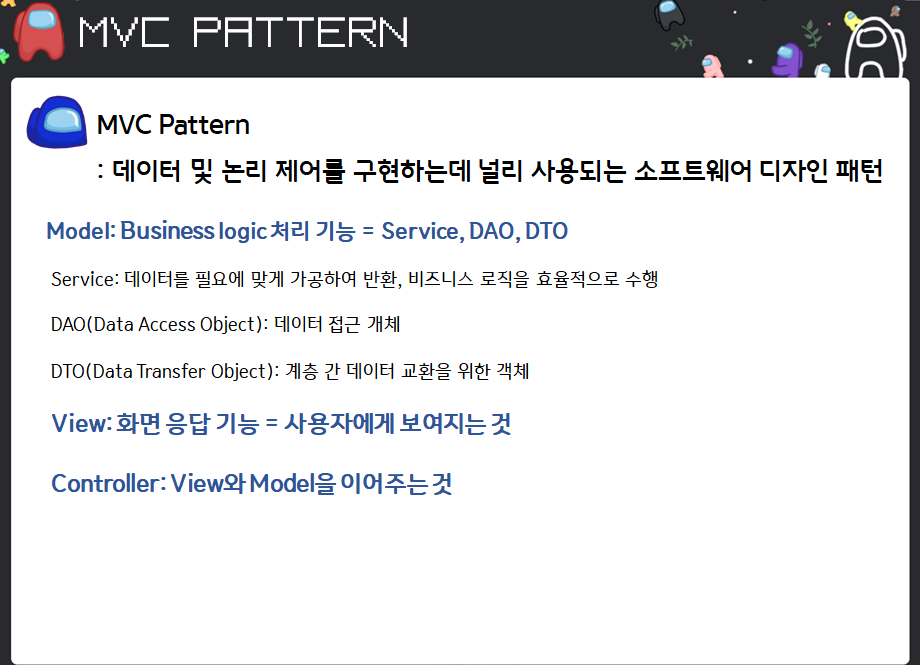 MVC PATTERN
MVC Pattern
: 데이터 및 논리 제어를 구현하는데 널리 사용되는 소프트웨어 디자인 패턴
Model: Business logic 처리 기능 = Service, DAO, DTO
Service: 데이터를 필요에 맞게 가공하여 반환, 비즈니스 로직을 효율적으로 수행
DAO(Data Access Object): 데이터 접근 개체
DTO(Data Transfer Object): 계층 간 데이터 교환을 위한 객체
View: 화면 응답 기능 = 사용자에게 보여지는 것
Controller: View와 Model을 이어주는 것